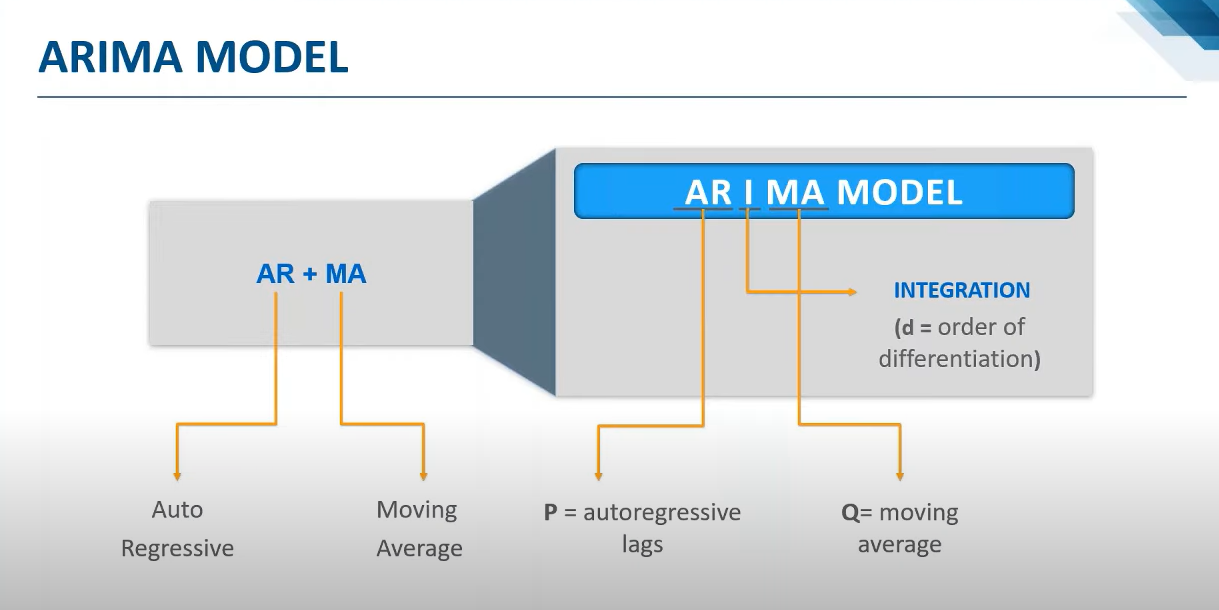 ARIMA MODEL
AR I MA MODEL
AR + MA
INTEGRATION
(d = order of
differentiation)
Auto
Regressive
Moving
Average
P = autoregressive
lags
Q= moving
average